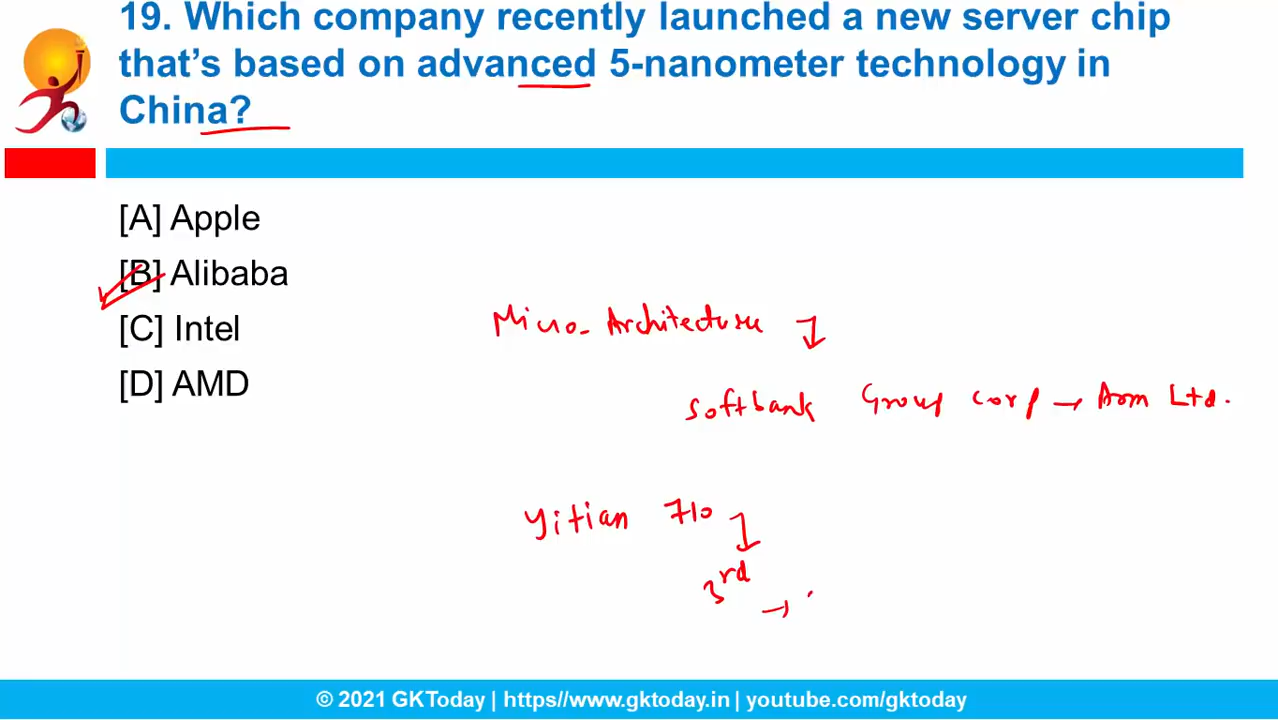 19. Which company recently launched a new server chip
that's based on advanced 5-nanometer technology in
China?
[A] Apple
[B] Alibaba
[C] Intel
[D] AMD
Micro-Architecture
Softbank Group Corp → Arm Ltd.
Yitian 710
3rd →
© 2021 GKToday | https//www.gktoday.in | youtube.com/gktoday